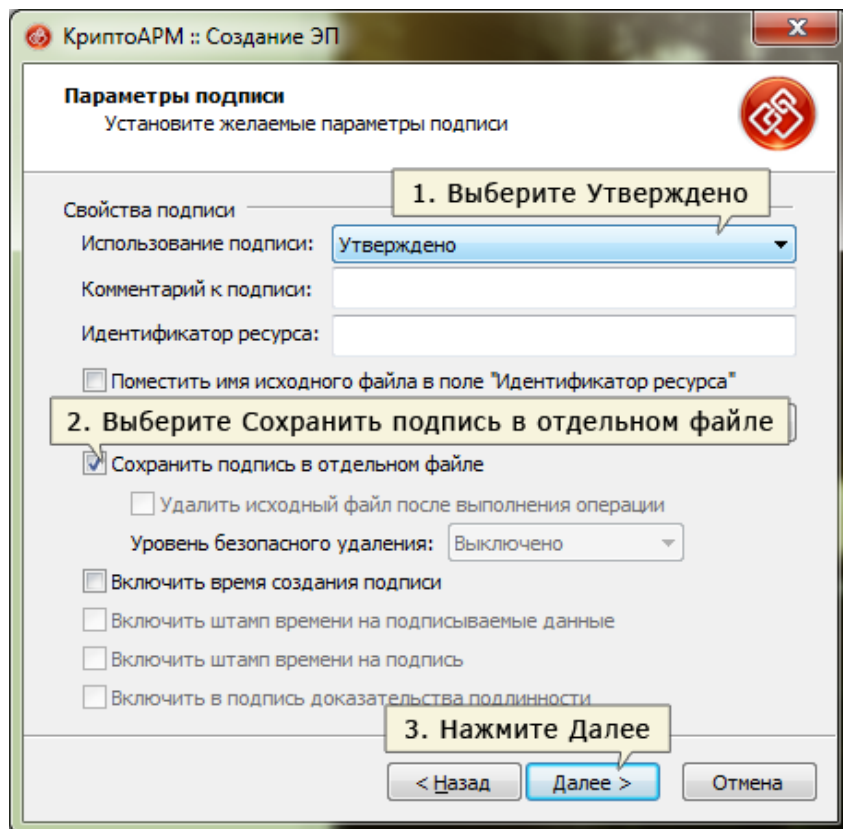 КриптоАРМ :: Создание ЭП
Параметры подписи
Установите желаемые параметры подписи
1. Выберите Утверждено
Свойства подписи
Использование подписи: Утверждено
Комментарий к подписи:
Идентификатор ресурса:
Поместить имя исходного файла в поле "Идентификатор ресурса"
2. Выберите Сохранить подпись в отдельном файле
Сохранить подпись в отдельном файле
Удалить исходный файл после выполнения операции
Уровень безопасного удаления: Выключено
Включить время создания подписи
Включить штамп времени на подписываемые данные
Включить штамп времени на подпись
Включить в подпись доказательства подлинности
3. Нажмите Далее
< Назад Далее > Отмена